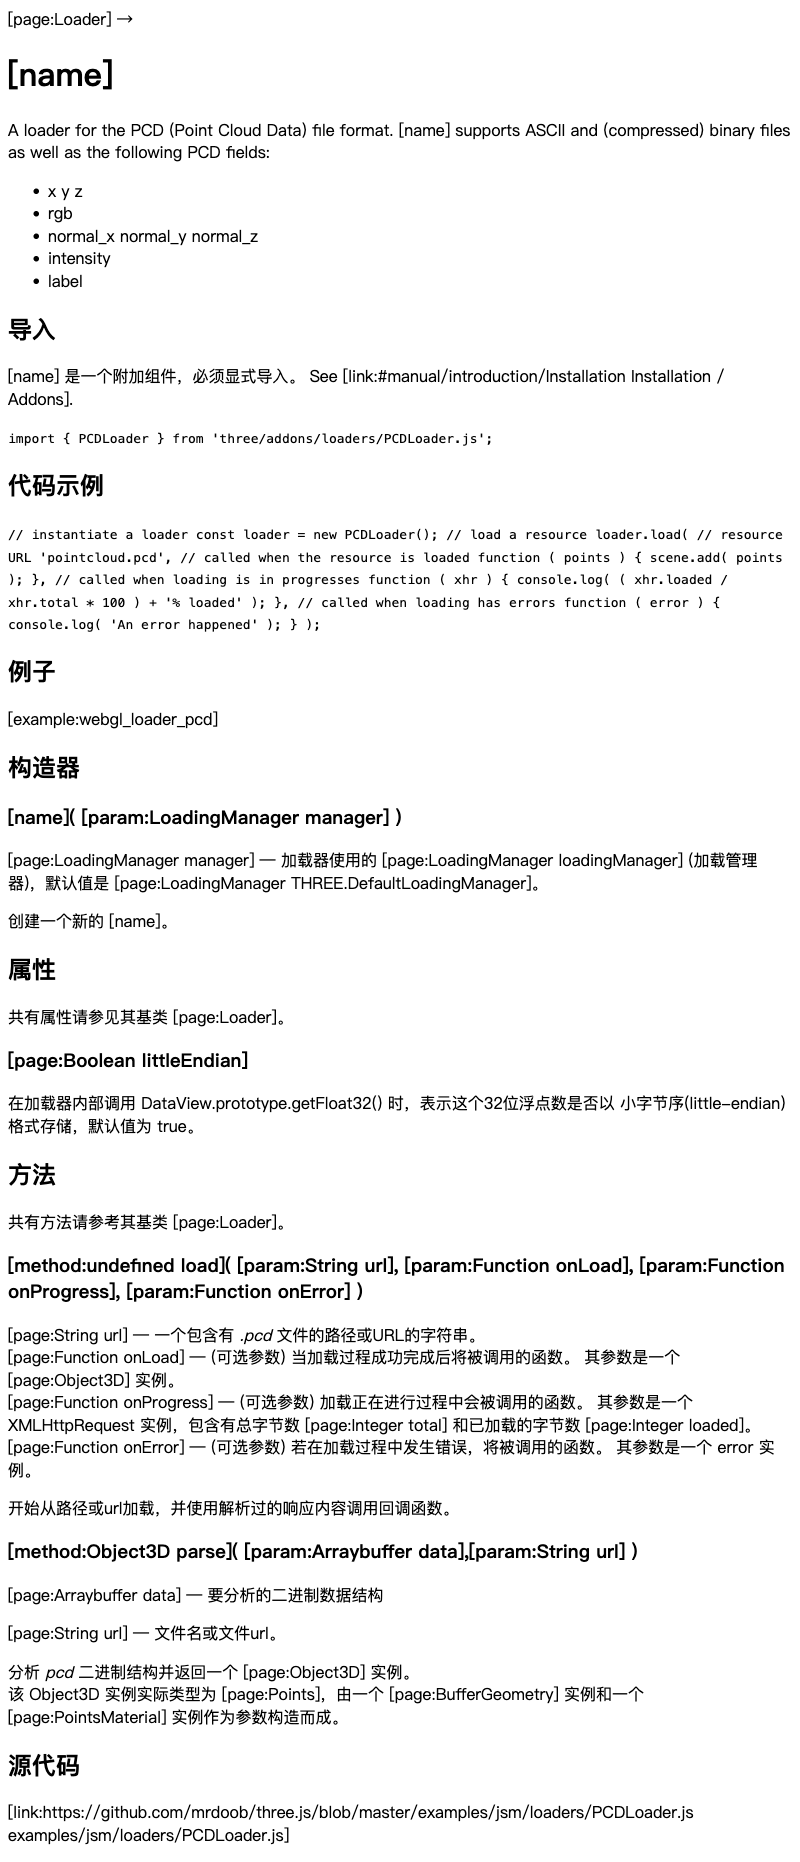 [page:Loader] →
[name]
A loader for the PCD (Point Cloud Data) file format. [name] supports ASCII and (compressed) binary files
as well as the following PCD fields:
• x y z
• rgb
• normal_x normal_y normal_z
• intensity
• label
导入
[name] 是一个附加组件，必须显式导入。 See [link:#manual/introduction/Installation Installation /
Addons].
import { PCDLoader } from 'three/addons/loaders/PCDLoader.js';
代码示例
// instantiate a loader const loader = new PCDLoader(); // load a resource loader.load( // resource
URL 'pointcloud.pcd', // called when the resource is loaded function ( points ) { scene.add( points
); }, // called when loading is in progresses function ( xhr ) { console.log( ( xhr.loaded /
xhr.total * 100 ) + '% loaded' ); }, // called when loading has errors function ( error ) {
console.log( 'An error happened' ); } );
例子
[example:webgl_loader_pcd]
构造器
[name]( [param:LoadingManager manager] )
[page:LoadingManager manager] — 加载器使用的 [page:LoadingManager loadingManager] (加载管理
器)，默认值是 [page:LoadingManager THREE.DefaultLoadingManager]。
创建一个新的 [name]。
属性
共有属性请参见其基类 [page:Loader]。
[page:Boolean littleEndian]
在加载器内部调用 DataView.prototype.getFloat32() 时，表示这个32位浮点数是否以 小字节序(little-endian)
格式存储，默认值为 true。
方法
共有方法请参考其基类 [page:Loader]。
[method:undefined load]( [param:String url], [param:Function onLoad], [param:Function
onProgress], [param:Function onError] )
[page:String url] — 一个包含有 .pcd 文件的路径或URL的字符串。
[page:Function onLoad] — (可选参数) 当加载过程成功完成后将被调用的函数。 其参数是一个
[page:Object3D] 实例。
[page:Function onProgress] — (可选参数) 加载正在进行过程中会被调用的函数。 其参数是一个
XMLHttpRequest 实例，包含有总字节数 [page:Integer total] 和已加载的字节数 [page:Integer loaded]。
[page:Function onError] — (可选参数) 若在加载过程中发生错误，将被调用的函数。 其参数是一个 error 实
例。
开始从路径或url加载，并使用解析过的响应内容调用回调函数。
[method:Object3D parse]( [param:Arraybuffer data],[param:String url] )
[page:Arraybuffer data] — 要分析的二进制数据结构
[page:String url] — 文件名或文件url。
分析 pcd 二进制结构并返回一个 [page:Object3D] 实例。
该 Object3D 实例实际类型为 [page:Points]，由一个 [page:BufferGeometry] 实例和一个
[page:PointsMaterial] 实例作为参数构造而成。
源代码
[link:https://github.com/mrdoob/three.js/blob/master/examples/jsm/loaders/PCDLoader.js
examples/jsm/loaders/PCDLoader.js]